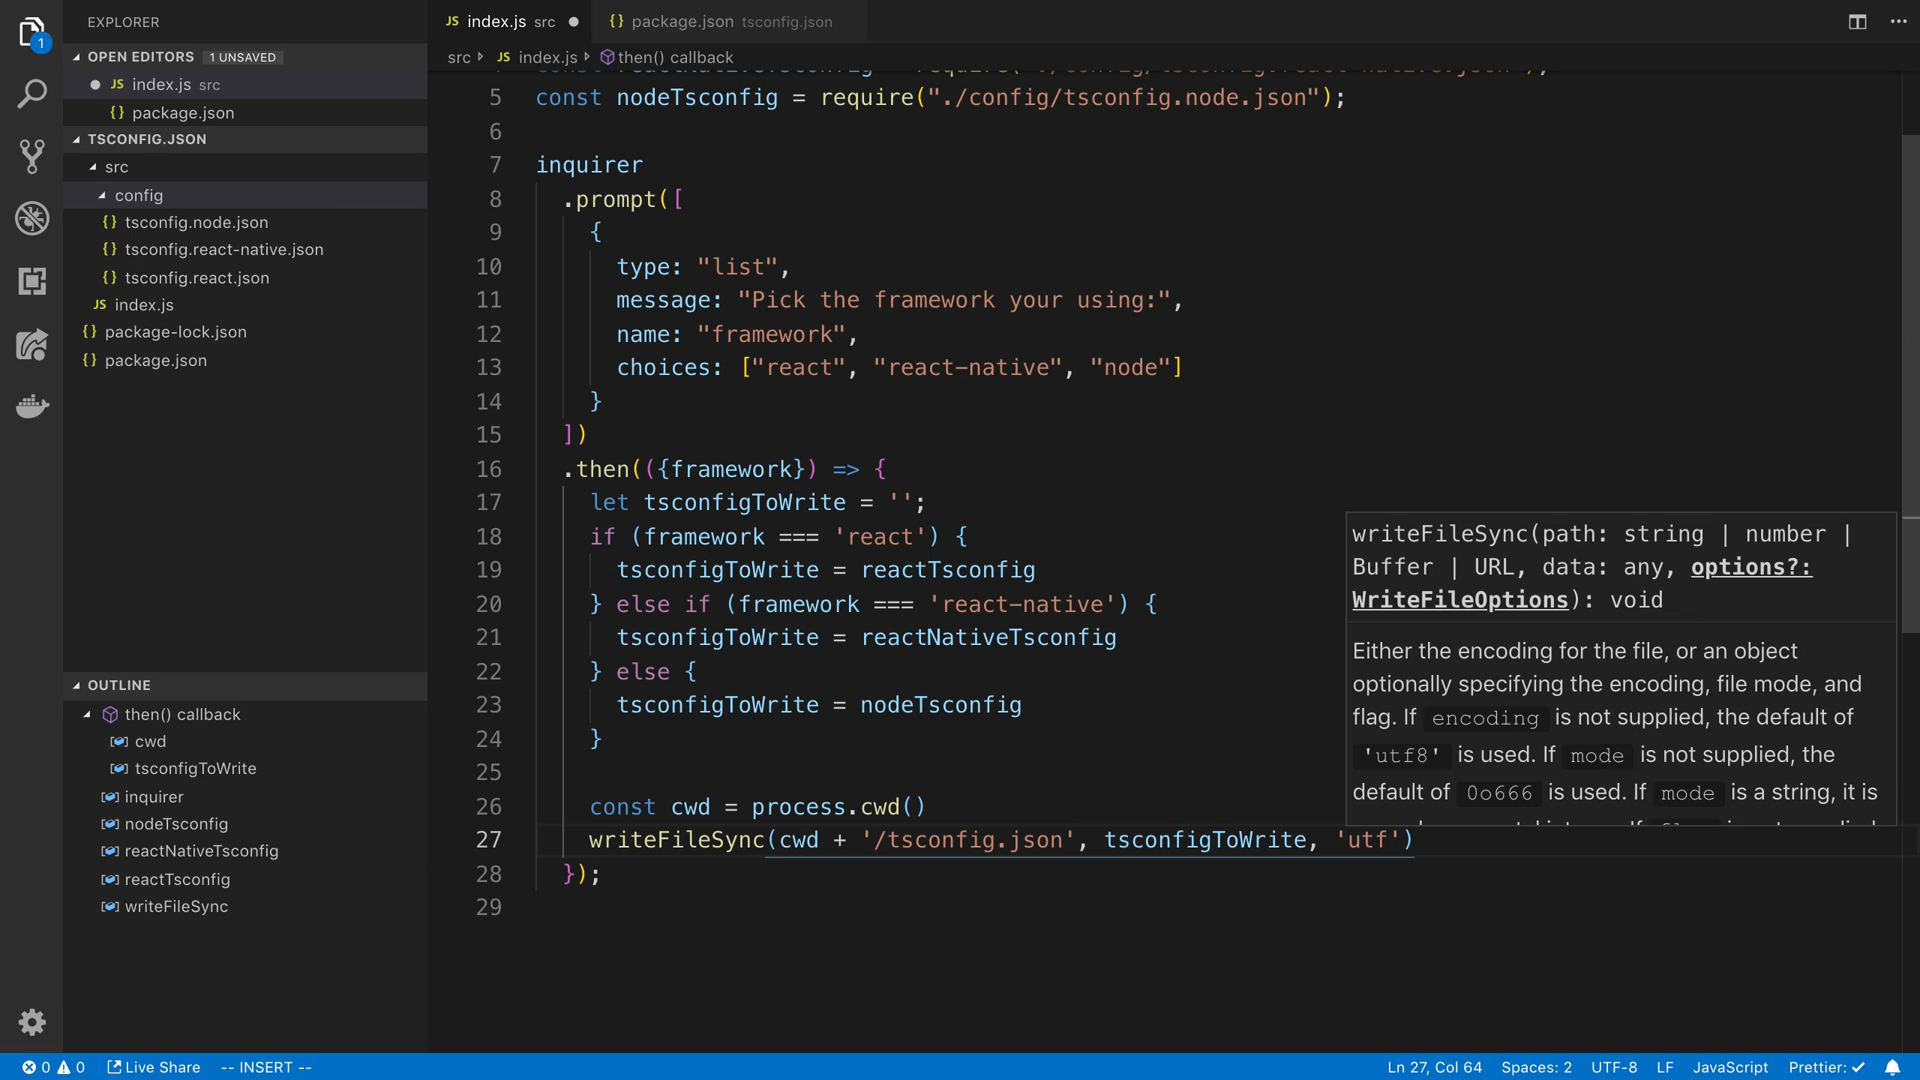 EXPLORER
OPEN EDITORS 1 UNSAVED
index.js src
package.json
TSCONFIG.JSON
src
config
tsconfig.node.json
tsconfig.react-native.json
tsconfig.react.json
JS index.js
package-lock.json
package.json
OUTLINE
then() callback
cwd
tsconfigToWrite
inquirer
nodeTsconfig
reactNativeTsconfig
reactTsconfig
writeFileSync
JS index.js src
{} package.json tsconfig.json
src JS index.js then() callback
5 const nodeTsconfig = require("./config/tsconfig.node.json");
6
7 inquirer
8 .prompt([
9 {
10 type: "list",
11 message: "Pick the framework your using:",
12 name: "framework",
13 choices: ["react", "react-native", "node"]
14 }
15 ])
16 .then(({framework}) => {
17 let tsconfigToWrite = '';
18 if (framework === 'react') {
19 tsconfigToWrite = reactTsconfig
20 } else if (framework === 'react-native') {
21 tsconfigToWrite = reactNativeTsconfig
22 } else {
23 tsconfigToWrite = nodeTsconfig
24 }
25
26 const cwd = process.cwd()
27 writeFileSync(cwd + '/tsconfig.json', tsconfigToWrite, 'utf')
28 });
29
writeFileSync(path: string | number |
Buffer | URL, data: any, options?:
WriteFileOptions): void
Either the encoding for the file, or an object
optionally specifying the encoding, file mode, and
flag. If encoding is not supplied, the default of
'utf8' is used. If mode is not supplied, the
default of 0o666 is used. If mode is a string, it is
0 0 Live Share -- INSERT --
Ln 27, Col 64 Spaces: 2 UTF-8 LF JavaScript Prettier: ✓